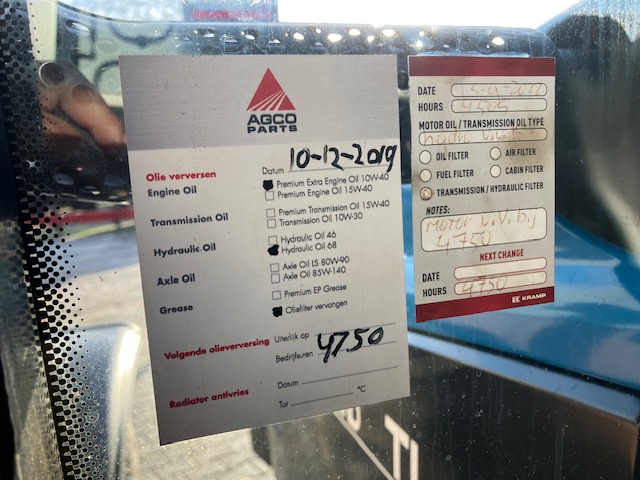 AGCO
PARTS
Olie verversen
Datum 10-12-2019
Engine Oil
Premium Extra Engine Oil 10W-40
Premium Engine Oil 15W-40
Transmission Oil
Premium Transmission Oil 15W-40
Transmission Oil 10W-30
Hydraulic Oil
Hydraulic Oil 46
Hydraulic Oil 68
Axle Oil
Axle Oil LS 80W-90
Axle Oil 85W-140
Grease
Premium EP Grease
Oliefilter vervangen
Volgende olieverversing
Uiterlijk op
Bedrijfsuren 4750
Radiator antivries
Datum
Tot °C
DATE
HOURS 4505
MOTOR OIL / TRANSMISSION OIL TYPE
OIL FILTER
AIR FILTER
FUEL FILTER
CABIN FILTER
TRANSMISSION / HYDRAULIC FILTER
NOTES:
Motor v.v. bij
4750
NEXT CHANGE
DATE
HOURS 4750
KRAMP